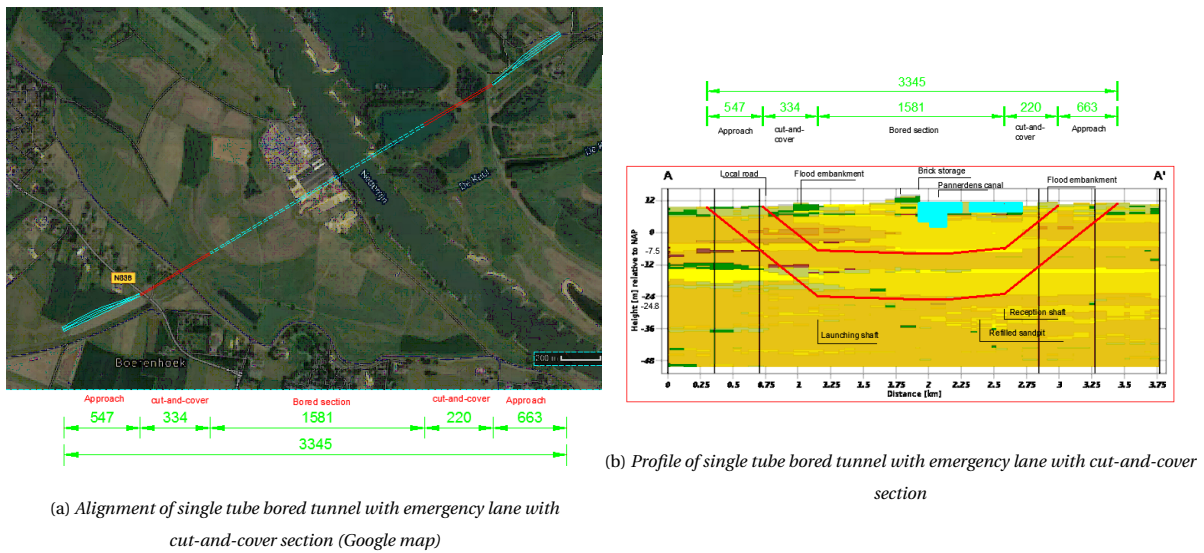 N838
Nederrijn
De Kijf
Boerenhoek
200 m
Approach cut-and-cover Bored section cut-and-cover Approach
547 334 1581 220 663
3345
(a) Alignment of single tube bored tunnel with emergency lane with
cut-and-cover section (Google map)
3345
547 334 1581 220 663
Approach cut-and-cover Bored section cut-and-cover Approach
A Local road Flood embankment Brick storage Flood embankment A'
Pannerdens canal
Height [m] relative to NAP
12
0
-7.5
-12
-24
-24.8
-36
-48
Reception shaft
Launching shaft Refilled sandpit
0 0.25 0.5 0.75 1 1.25 1.5 1.75 2 2.25 2.5 2.75 3 3.25 3.5 3.75
Distance [km]
(b) Profile of single tube bored tunnel with emergency lane with cut-and-cover
section